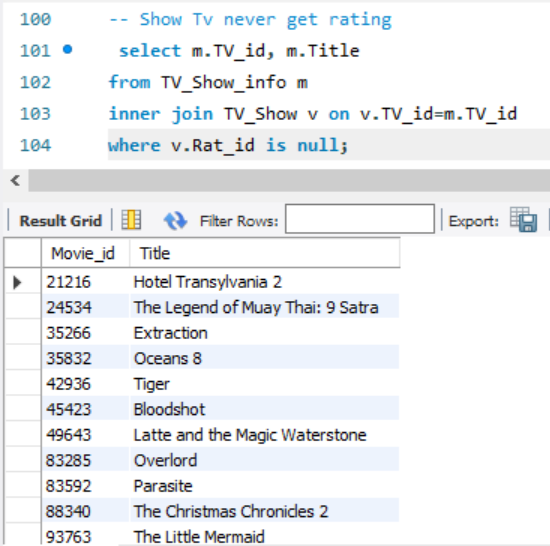 100 -- Show Tv never get rating
101 select m.TV_id, m.Title
102 from TV_Show_info m
103 inner join TV_Show v on v.TV_id=m.TV_id
104 where v.Rat_id is null;
Result Grid Filter Rows: Export:
Movie_id Title
21216 Hotel Transylvania 2
24534 The Legend of Muay Thai: 9 Satra
35266 Extraction
35832 Oceans 8
42936 Tiger
45423 Bloodshot
49643 Latte and the Magic Waterstone
83285 Overlord
83592 Parasite
88340 The Christmas Chronicles 2
93763 The Little Mermaid